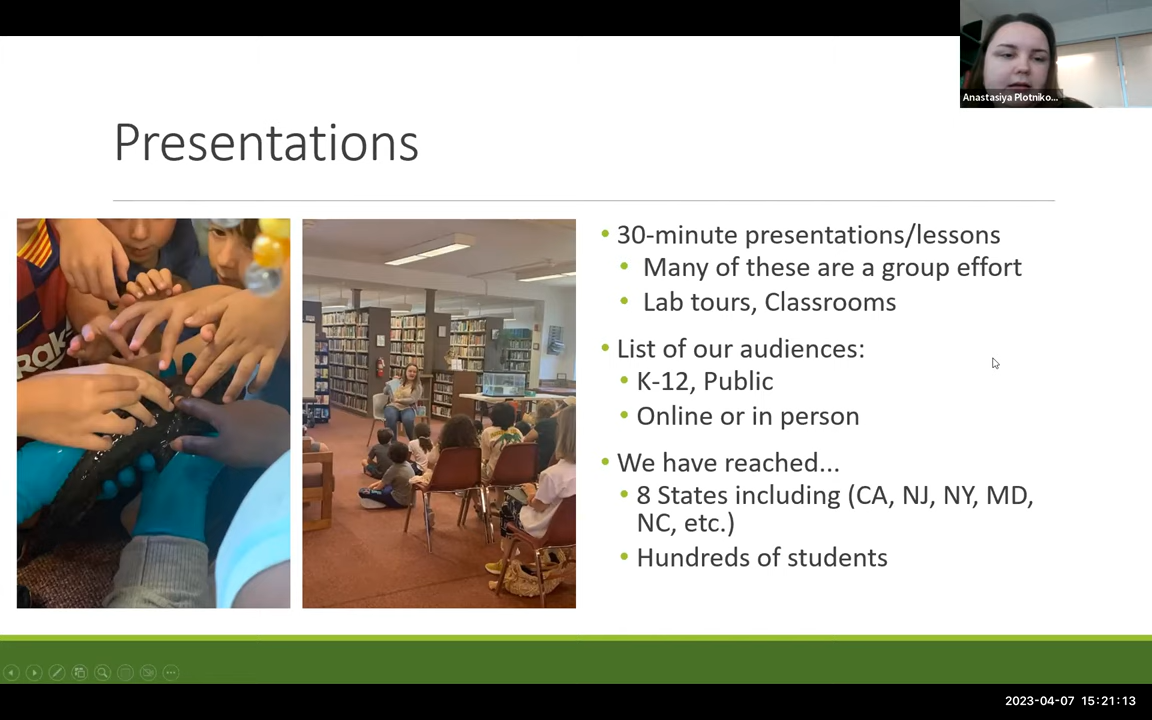 Anastasiya Plotniko...
Presentations
• 30-minute presentations/lessons
• Many of these are a group effort
• Lab tours, Classrooms
• List of our audiences:
• K-12, Public
• Online or in person
• We have reached...
• 8 States including (CA, NJ, NY, MD,
NC, etc.)
• Hundreds of students
2023-04-07 15:21:13